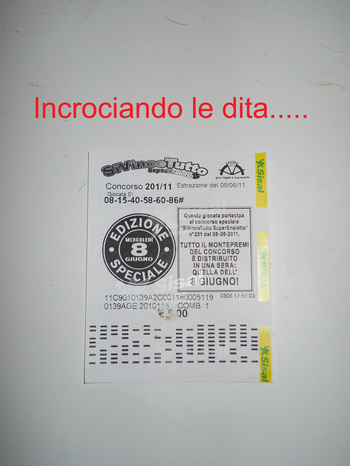 Incrociando le dita.....
SiVinceTutto
SuperEnalotto
Concorso 201/11 Estrazione del 08/06/11
Giocata 01
08-15-40-58-60-86#
EDIZIONE
MERCOLEDÌ
8
GIUGNO
SPECIALE
Questa giocata partecipa
al concorso speciale
"SiVinceTutto SuperEnalotto"
n°201 del 08-06-2011.
TUTTO IL MONTEPREMI
DEL CONCORSO
È DISTRIBUITO
IN UNA SERA:
QUELLA DELL'
8 GIUGNO!
0139AGE COMB. 1
Sisal
Sisal